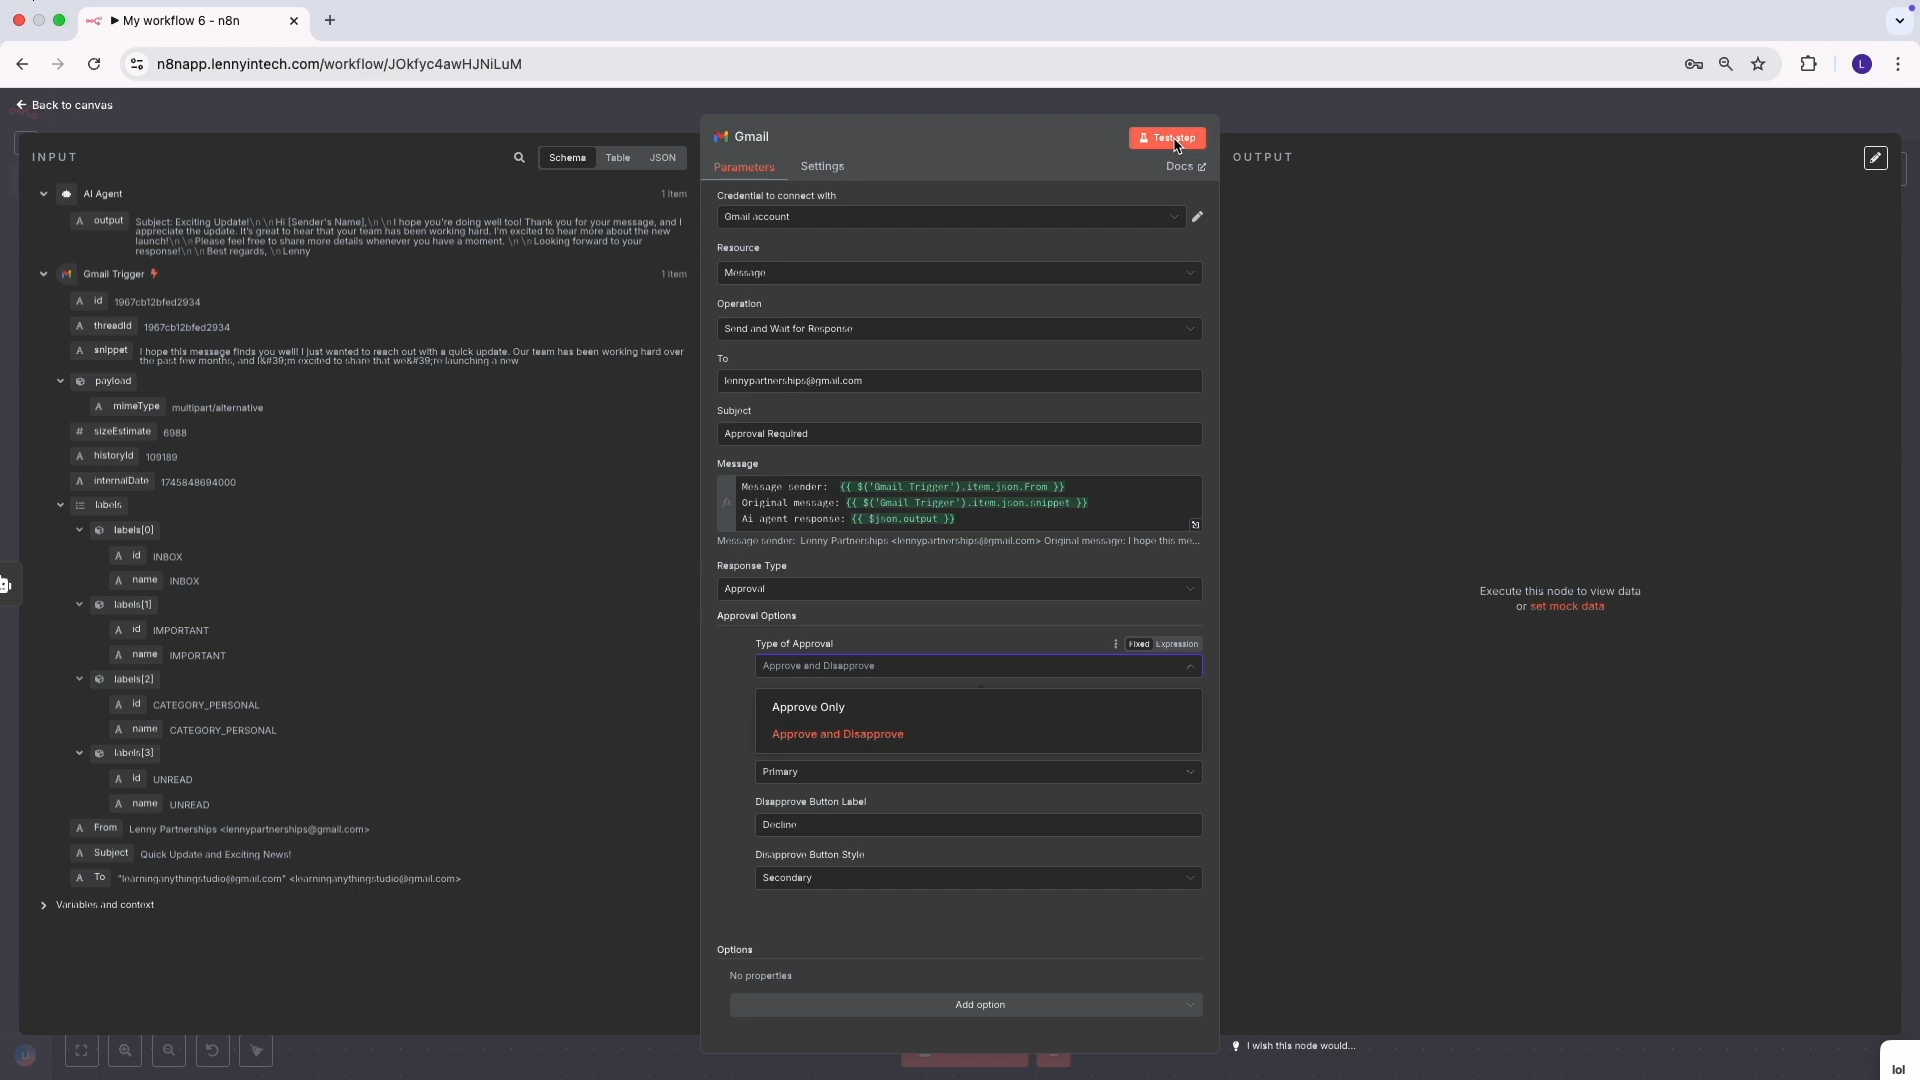 My workflow 6 - n8n
n8napp.lennyintech.com/workflow/JOkfyc4awHJNiLuM
L
Back to canvas
INPUT
Schema
Table
JSON
AI Agent
1 item
A output
Subject: Exciting Update!\n\nHi [Sender's Name],\n\nI hope you're doing well too! Thank you for your message, and I
appreciate the update. It's great to hear that your team has been working hard. I'm excited to hear more about the new
launch!\n\nPlease feel free to share more details whenever you have a moment. \n\nLooking forward to your
response!\n\nBest regards, \nLenny
Gmail Trigger
1 item
A id 1967cb12bfed2934
A threadId 1967cb12bfed2934
A snippet
I hope this message finds you well! I just wanted to reach out with a quick update. Our team has been working hard over
the past few months, and I&#39;m excited to share that we&#39;re launching a new
payload
A mimeType multipart/alternative
# sizeEstimate 6988
A historyId 109189
A internalDate 1745848694000
labels
labels[0]
A id INBOX
A name INBOX
labels[1]
A id IMPORTANT
A name IMPORTANT
labels[2]
A id CATEGORY_PERSONAL
A name CATEGORY_PERSONAL
labels[3]
A id UNREAD
A name UNREAD
A From Lenny Partnerships <lennypartnerships@gmail.com>
A Subject Quick Update and Exciting News!
A To "learninganythingstudio@gmail.com" <learninganythingstudio@gmail.com>
Variables and context
Gmail
Test step
Parameters
Settings
Docs
Credential to connect with
Gmail account
Resource
Message
Operation
Send and Wait for Response
To
lennypartnerships@gmail.com
Subject
Approval Required
Message
fx
Message sender: {{ $('Gmail Trigger').item.json.From }}
Original message: {{ $('Gmail Trigger').item.json.snippet }}
Ai agent response: {{ $json.output }}
Message sender: Lenny Partnerships <lennypartnerships@gmail.com> Original message: I hope this me...
Response Type
Approval
Approval Options
Type of Approval
Fixed
Expression
Approve and Disapprove
Approve Only
Approve and Disapprove
Primary
Disapprove Button Label
Decline
Disapprove Button Style
Secondary
Options
No properties
Add option
OUTPUT
Execute this node to view data
or set mock data
I wish this node would...
lol